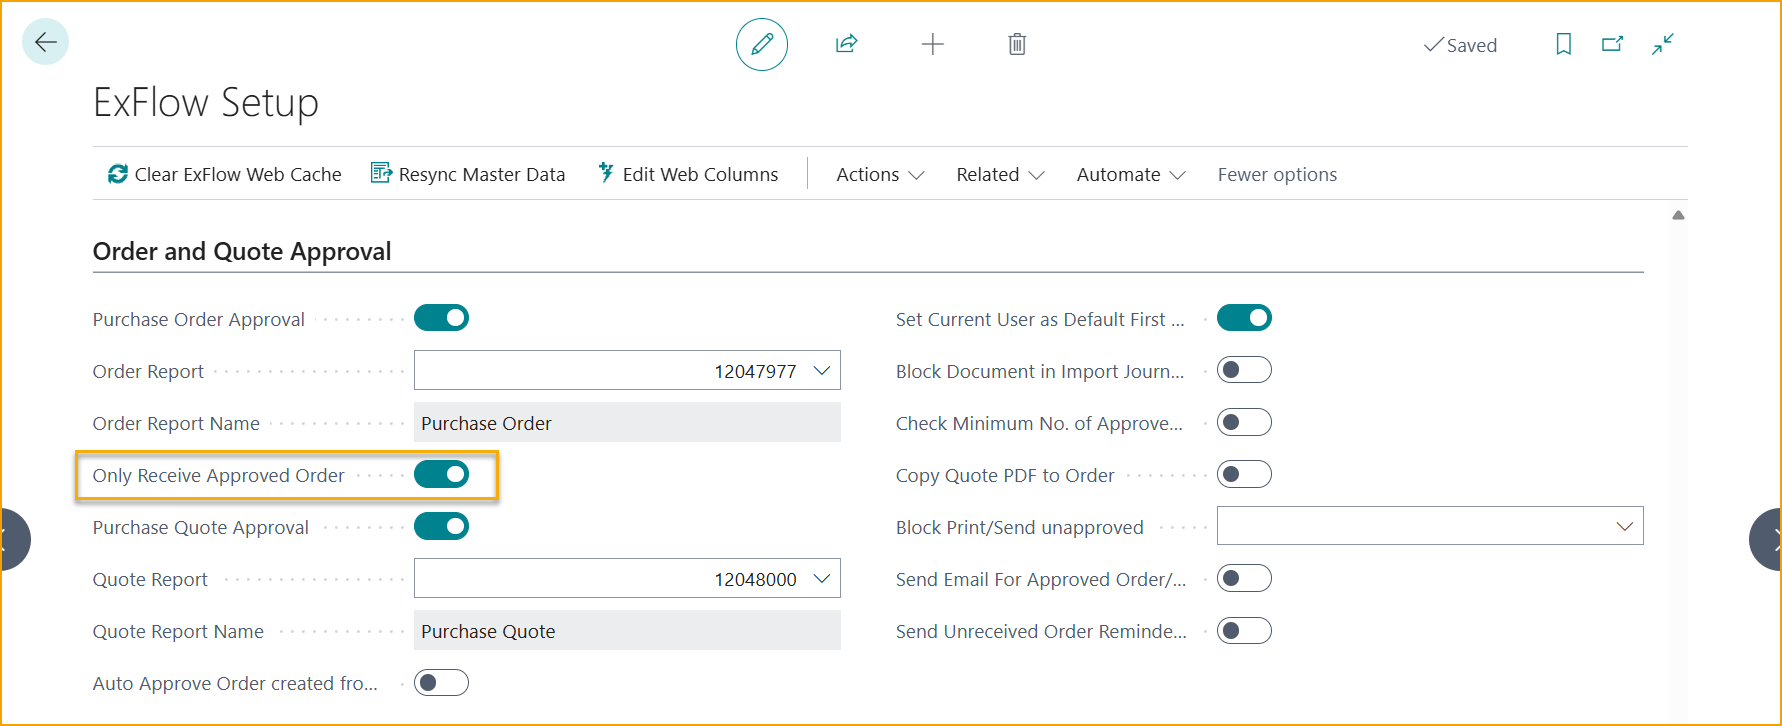 Saved
ExFlow Setup
Clear ExFlow Web Cache
Resync Master Data
Edit Web Columns
Actions
Related
Automate
Fewer options
Order and Quote Approval
Purchase Order Approval
Order Report
12047977
Order Report Name
Purchase Order
Only Receive Approved Order
Purchase Quote Approval
Quote Report
12048000
Quote Report Name
Purchase Quote
Auto Approve Order created fro...
Set Current User as Default First ...
Block Document in Import Journ...
Check Minimum No. of Approve...
Copy Quote PDF to Order
Block Print/Send unapproved
Send Email For Approved Order/...
Send Unreceived Order Reminde...